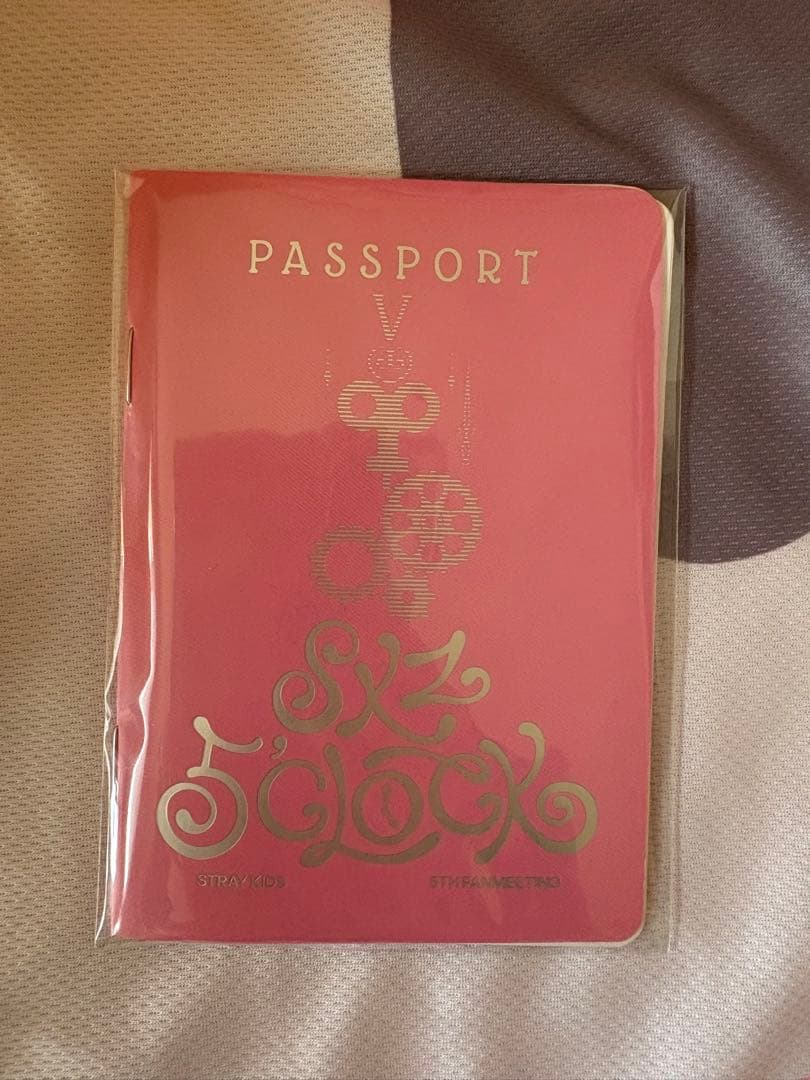 PASSPORT
SKZ
5'CLOCK
STRAY KIDS 5TH FANMEETING